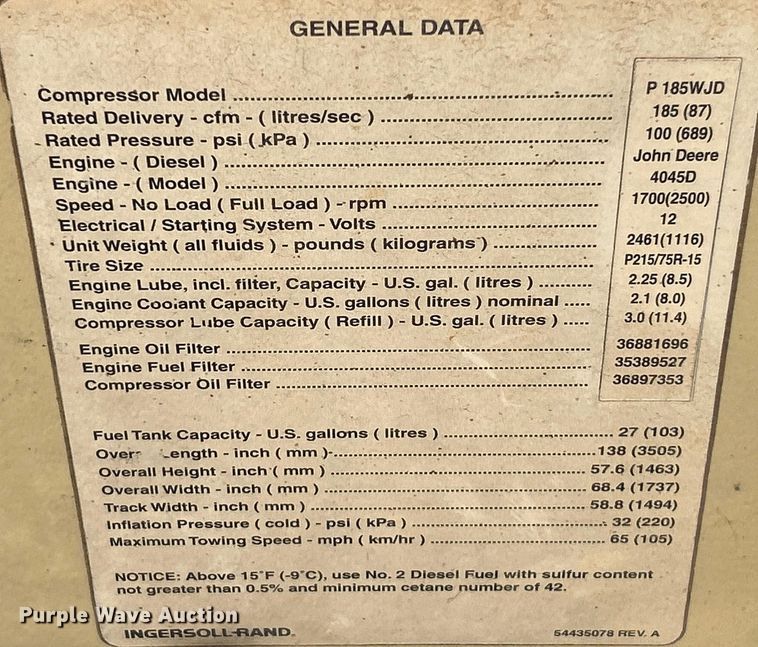 GENERAL DATA
Compressor Model ........ P 185WJD
Rated Delivery - cfm - ( litres/sec ) ........ 185 (87)
Rated Pressure - psi ( kPa ) ........ 100 (689)
Engine - ( Diesel ) ........ John Deere
Engine - ( Model ) ........ 4045D
Speed - No Load ( Full Load ) - rpm ........ 1700(2500)
Electrical / Starting System - Volts ........ 12
Unit Weight ( all fluids ) - pounds ( kilograms ) ........ 2461(1116)
Tire Size ........ P215/75R-15
Engine Lube, incl. filter, Capacity - U.S. gal. ( litres ) ........ 2.25 (8.5)
Engine Coolant Capacity - U.S. gallons ( litres ) nominal ..... 2.1 (8.0)
Compressor Lube Capacity ( Refill ) - U.S. gal. ( litres ) ..... 3.0 (11.4)
Engine Oil Filter ........ 36881696
Engine Fuel Filter ........ 35389527
Compressor Oil Filter ........ 36897353
Fuel Tank Capacity - U.S. gallons ( litres ) ........ 27 (103)
Length - inch ( mm ) ........ 138 (3505)
Overall Height - inch ( mm ) ........ 57.6 (1463)
Overall Width - inch ( mm ) ........ 68.4 (1737)
Track Width - inch ( mm ) ........ 58.8 (1494)
Inflation Pressure ( cold ) - psi ( kPa ) ........ 32 (220)
Maximum Towing Speed - mph ( km/hr ) ........ 65 (105)
NOTICE: Above 15°F (-9°C), use No. 2 Diesel Fuel with sulfur content
not greater than 0.5% and minimum cetane number of 42.
Purple Wave Auction
INGERSOLL-RAND® 54435078 REV. A